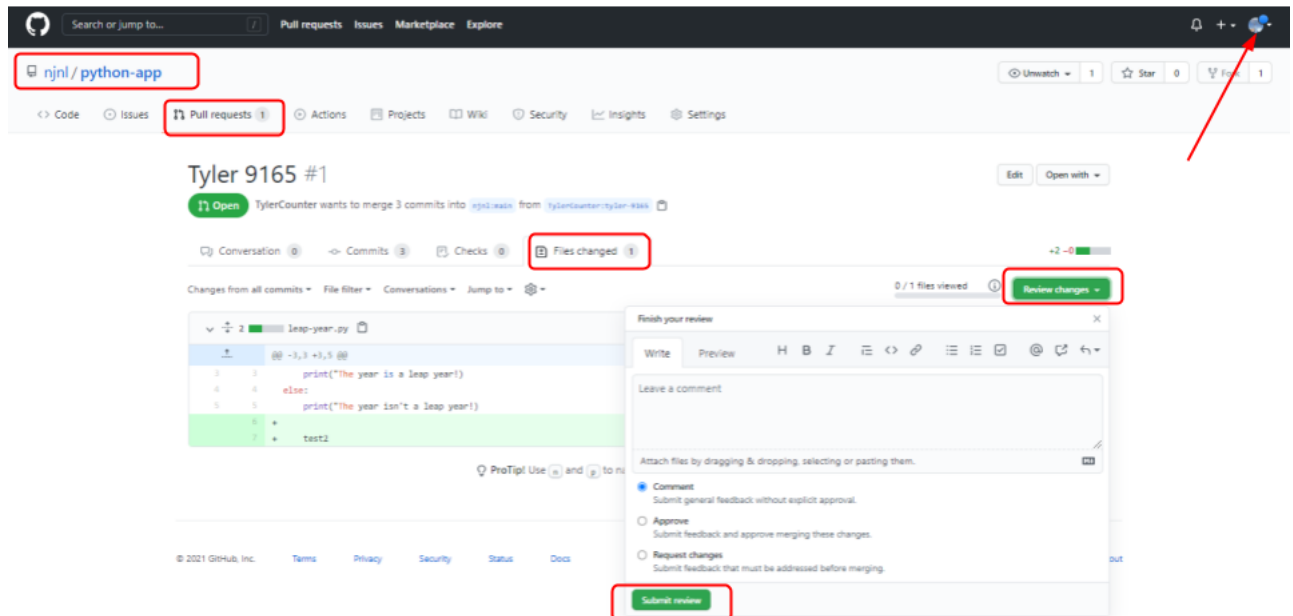 Search or jump to... /
Pull requests Issues Marketplace Explore
njnl / python-app
Unwatch 1 Star 0 Fork 1
<> Code Issues Pull requests 1 Actions Projects Wiki Security Insights Settings
Tyler 9165 #1
Edit Open with
Open TylerCounter wants to merge 3 commits into njnl:main from TylerCounter:tyler-9165
Conversation 0 Commits 3 Checks 0 Files changed 1 +2 -0
Changes from all commits File filter Conversations Jump to
0 / 1 files viewed Review changes
2 leap-year.py
@@ -3,3 +3,5 @@
3 print("The year is a leap year!)
4 4 else:
5 5 print("The year isn't a leap year!)
6 +
7 + test2
Finish your review
Write Preview H B I <> @
Leave a comment
Attach files by dragging & dropping, selecting or pasting them.
Comment
Submit general feedback without explicit approval.
Approve
Submit feedback and approve merging these changes.
Request changes
Submit feedback that must be addressed before merging.
Submit review
ProTip! Use n and p to
© 2021 GitHub, Inc. Terms Privacy Security Status Docs